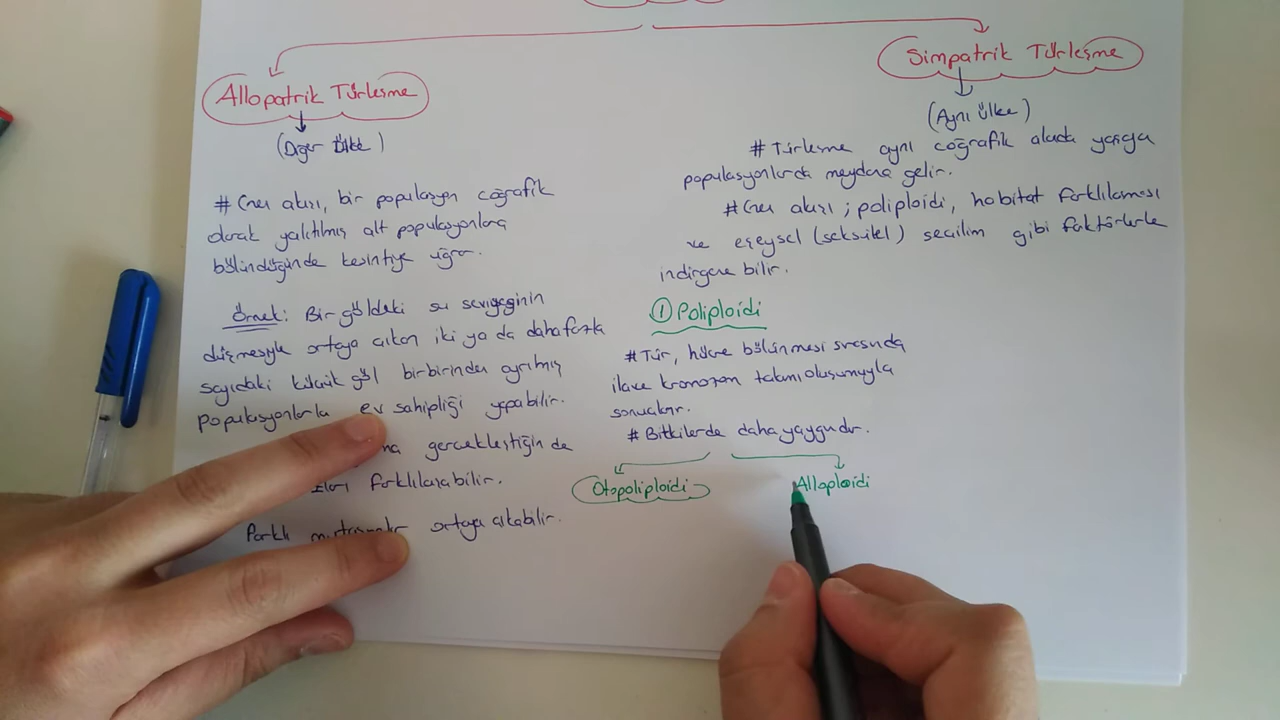 Allopatrik Türleşme
(Diğer Ülke)
# Gen akışı, bir populasyon coğrafik
olarak yalıtılmış alt populasyonlara
bölündüğünde kesintiye uğrar.
Örnek: Bir göldeki su seviyesinin
düşmesiyle ortaya çıkan iki ya da daha fazla
sayıdaki küçük göl birbirinden ayrılmış
populasyonlarla ev sahipliği yapabilir.
gerçekleştiğin de
farklılaşabilir.
Farklı mutasyonlar ortaya çıkabilir.
Simpatrik Türleşme
(Aynı Ülke)
# Türleşme aynı coğrafik alanda yaşayan
populasyonlarda meydana gelir.
# Gen akışı; poliploidi, habitat farklılaşması
ve eşeysel (seksüel) seçilim gibi faktörlerle
indirgene bilir.
① Poliploidi
# Tür, hücre bölünmesi sırasında
ilave kromozom takımı oluşumuyla
sonuçlanır.
# Bitkilerde daha yaygındır.
Otopoliploidi Alloploidi